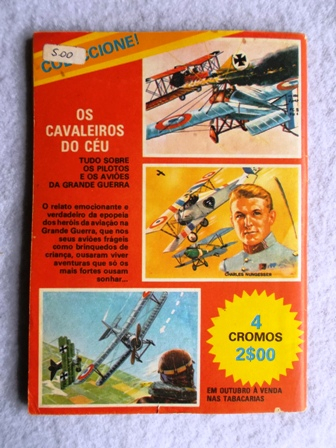 COLECCIONE!
5.00
OS
CAVALEIROS
DO CÉU
TUDO SOBRE
OS PILOTOS
E OS AVIÕES
DA GRANDE GUERRA
O relato emocionante e
verdadeiro da epopeia
dos heróis da aviação na
Grande Guerra, que nos
seus aviões frágeis
como brinquedos de
criança, ousaram viver
aventuras que só os
mais fortes ousam
sonhar...
CHARLES NUNGESSER
4
CROMOS
2$00
EM OUTUBRO À VENDA
NAS TABACARIAS